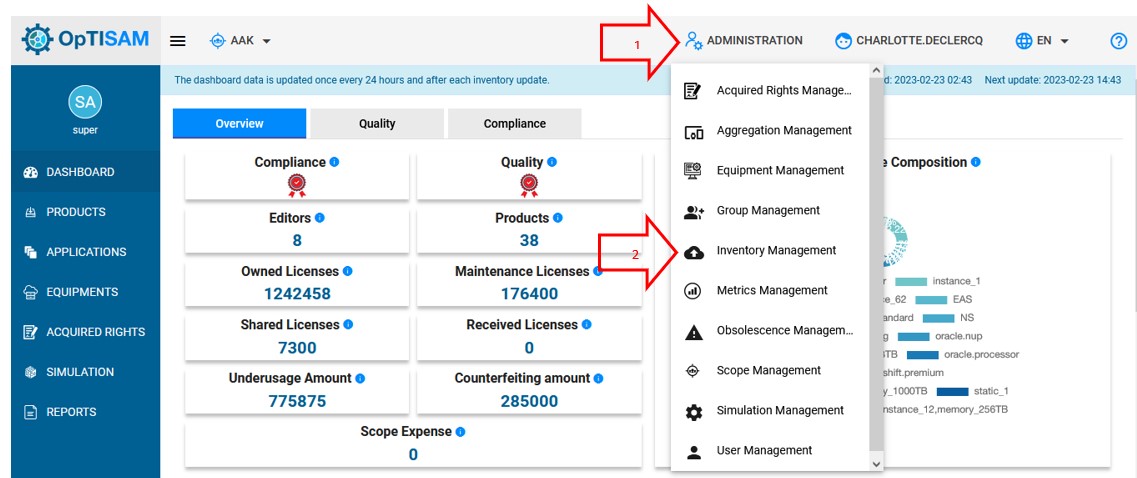 OpTISAM
AAK
1
ADMINISTRATION
CHARLOTTE.DECLERCQ
EN
SA
super
DASHBOARD
PRODUCTS
APPLICATIONS
EQUIPMENTS
ACQUIRED RIGHTS
SIMULATION
REPORTS
The dashboard data is updated once every 24 hours and after each inventory update.
d: 2023-02-23 02:43 Next update: 2023-02-23 14:43
Overview
Quality
Compliance
Compliance
Quality
Editors
8
Products
38
Owned Licenses
1242458
Maintenance Licenses
176400
Shared Licenses
7300
Received Licenses
0
Underusage Amount
775875
Counterfeiting amount
285000
Scope Expense
0
2
Acquired Rights Manage...
Aggregation Management
Equipment Management
Group Management
Inventory Management
Metrics Management
Obsolescence Managem...
Scope Management
Simulation Management
User Management
e Composition
r instance_1
ce_62 EAS
andard NS
g oracle.nup
TB oracle.processor
shift.premium
y_1000TB static_1
nstance_12,memory_256TB